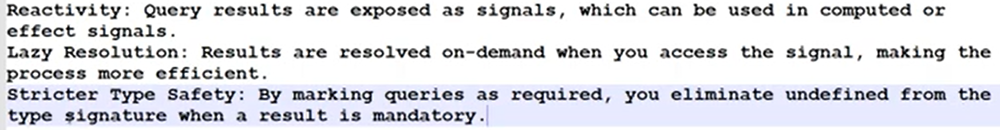 Reactivity: Query results are exposed as signals, which can be used in computed or
effect signals.
Lazy Resolution: Results are resolved on-demand when you access the signal, making the
process more efficient.
Stricter Type Safety: By marking queries as required, you eliminate undefined from the
type signature when a result is mandatory.